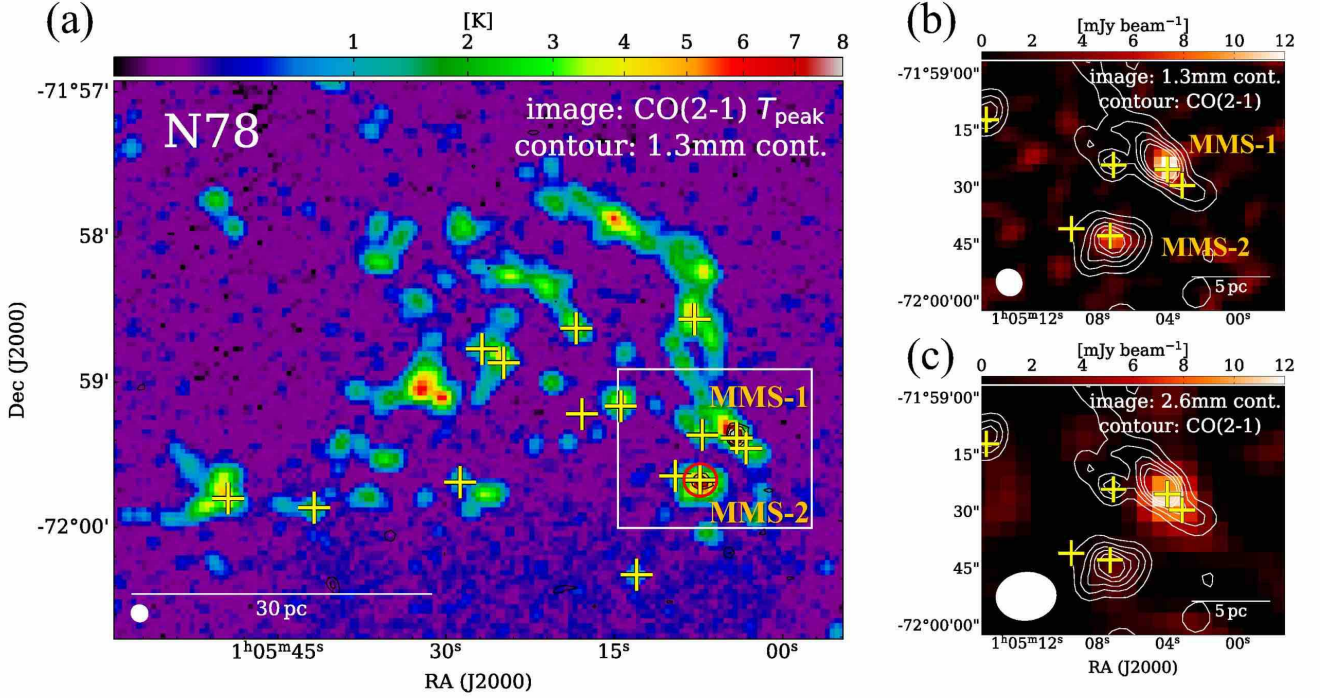 (a)
[K]
1 2 3 4 5 6 7 8
N78
image: CO(2-1) Tpeak
contour: 1.3mm cont.
-71°57'
58'
59'
-72°00'
Dec (J2000)
MMS-1
MMS-2
30 pc
1h05m45s 30s 15s 00s
RA (J2000)
(b)
[mJy beam−1]
0 2 4 6 8 10 12
image: 1.3mm cont.
contour: CO(2-1)
-71°59'00"
15"
30"
45"
-72°00'00"
MMS-1
MMS-2
5 pc
1h05m12s 08s 04s 00s
(c)
[mJy beam−1]
0 2 4 6 8 10 12
image: 2.6mm cont.
contour: CO(2-1)
-71°59'00"
15"
30"
45"
-72°00'00"
5 pc
1h05m12s 08s 04s 00s
RA (J2000)